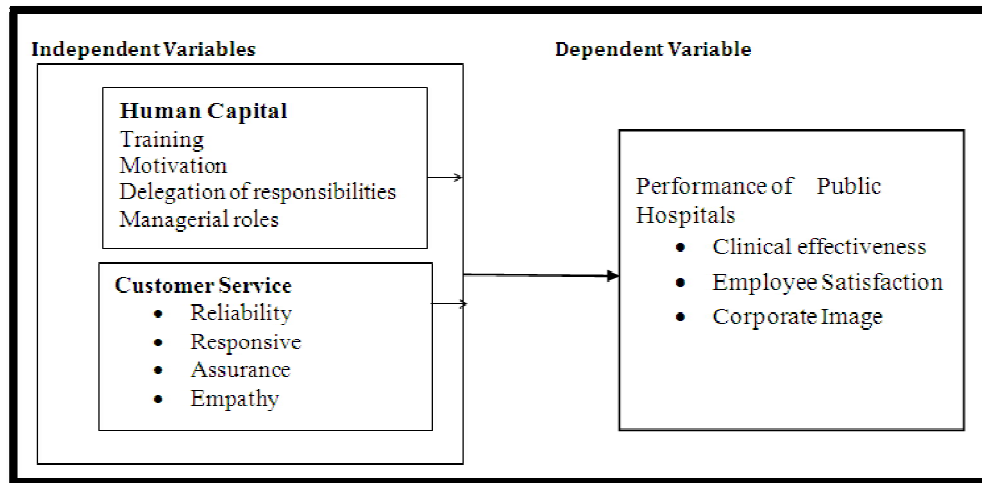 Independent Variables
Dependent Variable
Human Capital
Training
Motivation
Delegation of responsibilities
Managerial roles
Customer Service
• Reliability
• Responsive
• Assurance
• Empathy
Performance of Public
Hospitals
• Clinical effectiveness
• Employee Satisfaction
• Corporate Image